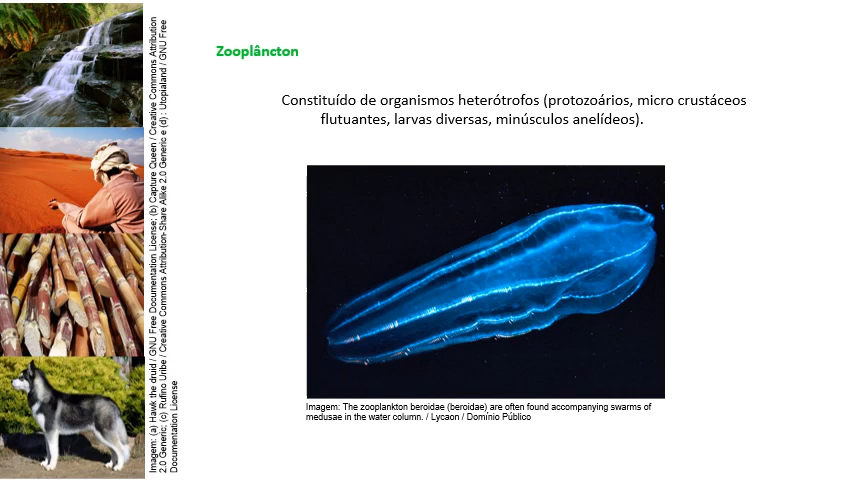 Zooplâncton
Constituído de organismos heterótrofos (protozoários, micro crustáceos
flutuantes, larvas diversas, minúsculos anelídeos).
Imagem: The zooplankton beroidae (beroidae) are often found accompanying swarms of
medusae in the water column. / Lycaon / Domínio Público
Imagem: (a) Hawk the druid / GNU Free Documentation License; (b) Capture Queen / Creative Commons Attribution
2.0 Generic; (c) Rufino Uribe / Creative Commons Attribution-Share Alike 2.0 Generic e (d) : Utopialand / GNU Free
Documentation License